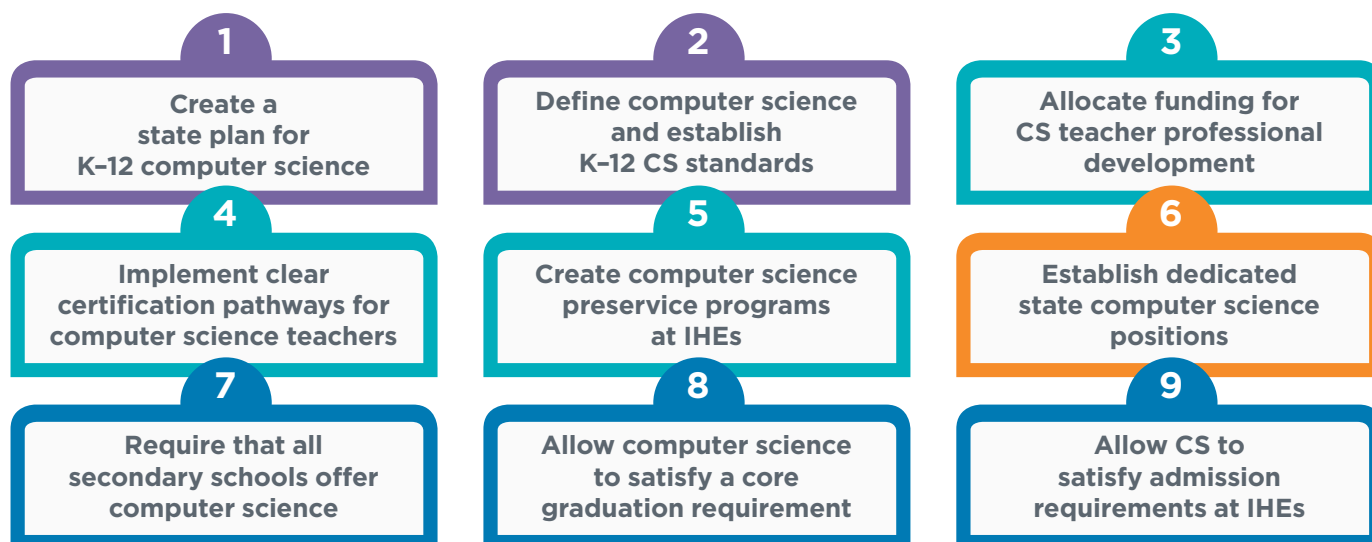 1
Create a
state plan for
K–12 computer science
2
Define computer science
and establish
K–12 CS standards
3
Allocate funding for
CS teacher professional
development
4
Implement clear
certification pathways for
computer science teachers
5
Create computer science
preservice programs
at IHEs
6
Establish dedicated
state computer science
positions
7
Require that all
secondary schools offer
computer science
8
Allow computer science
to satisfy a core
graduation requirement
9
Allow CS to
satisfy admission
requirements at IHEs